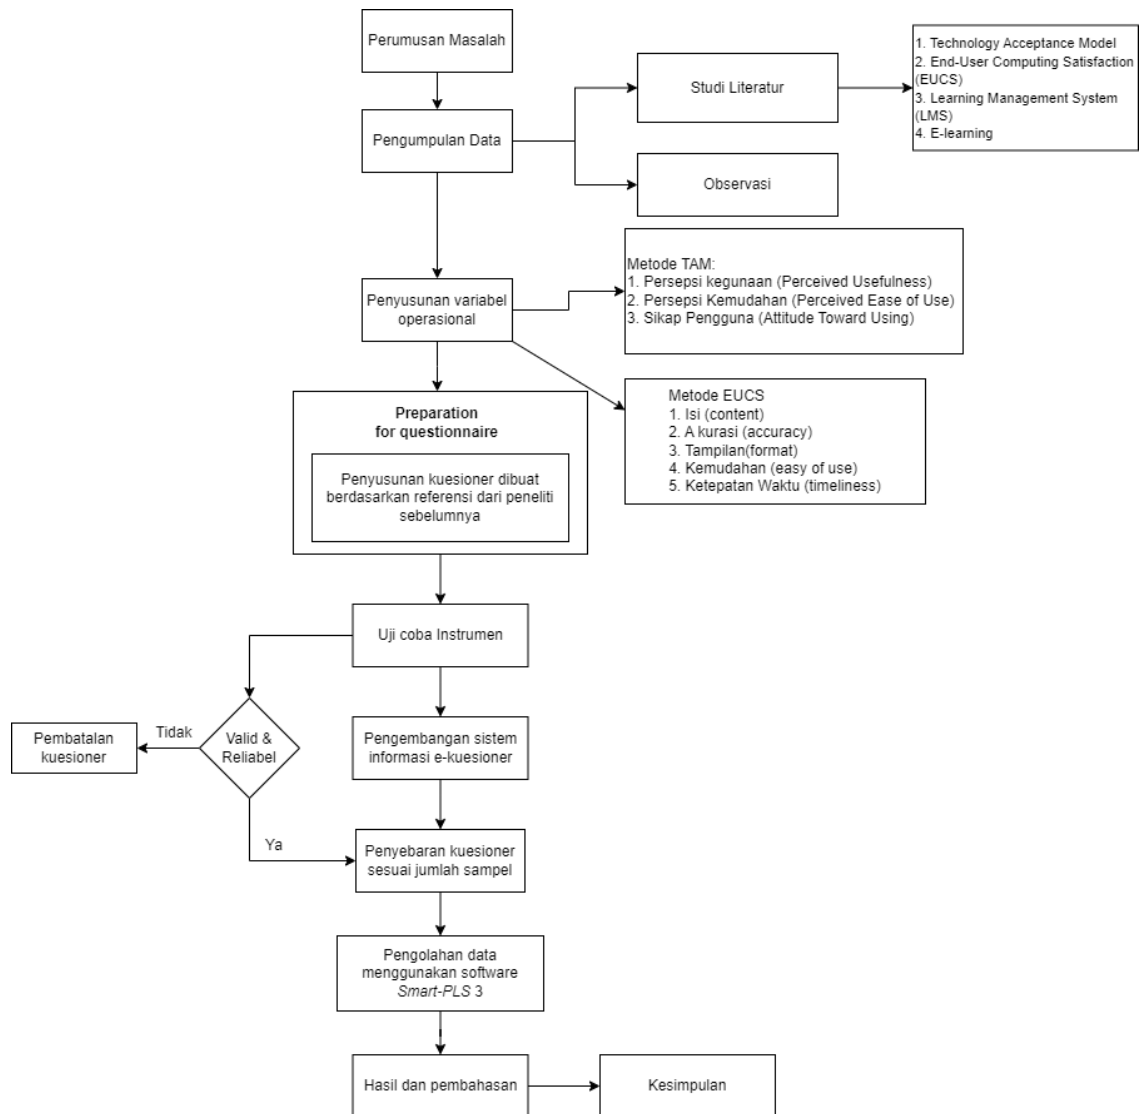 Perumusan Masalah
Pengumpulan Data
Studi Literatur
1. Technology Acceptance Model
2. End-User Computing Satisfaction
(EUCS)
3. Learning Management System
(LMS)
4. E-learning
Observasi
Penyusunan variabel
operasional
Metode TAM:
1. Persepsi kegunaan (Perceived Usefulness)
2. Persepsi Kemudahan (Perceived Ease of Use)
3. Sikap Pengguna (Attitude Toward Using)
Metode EUCS
1. Isi (content)
2. A kurasi (accuracy)
3. Tampilan(format)
4. Kemudahan (easy of use)
5. Ketepatan Waktu (timeliness)
Preparation
for questionnaire
Penyusunan kuesioner dibuat
berdasarkan referensi dari peneliti
sebelumnya
Uji coba Instrumen
Valid &
Reliabel
Tidak
Pembatalan
kuesioner
Pengembangan sistem
informasi e-kuesioner
Ya
Penyebaran kuesioner
sesuai jumlah sampel
Pengolahan data
menggunakan software
Smart-PLS 3
Hasil dan pembahasan
Kesimpulan